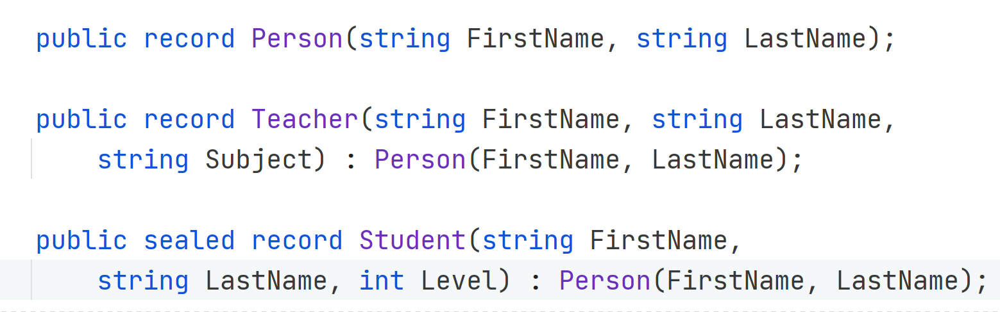 public record Person(string FirstName, string LastName);
public record Teacher(string FirstName, string LastName,
string Subject) : Person(FirstName, LastName);
public sealed record Student(string FirstName,
string LastName, int Level) : Person(FirstName, LastName);